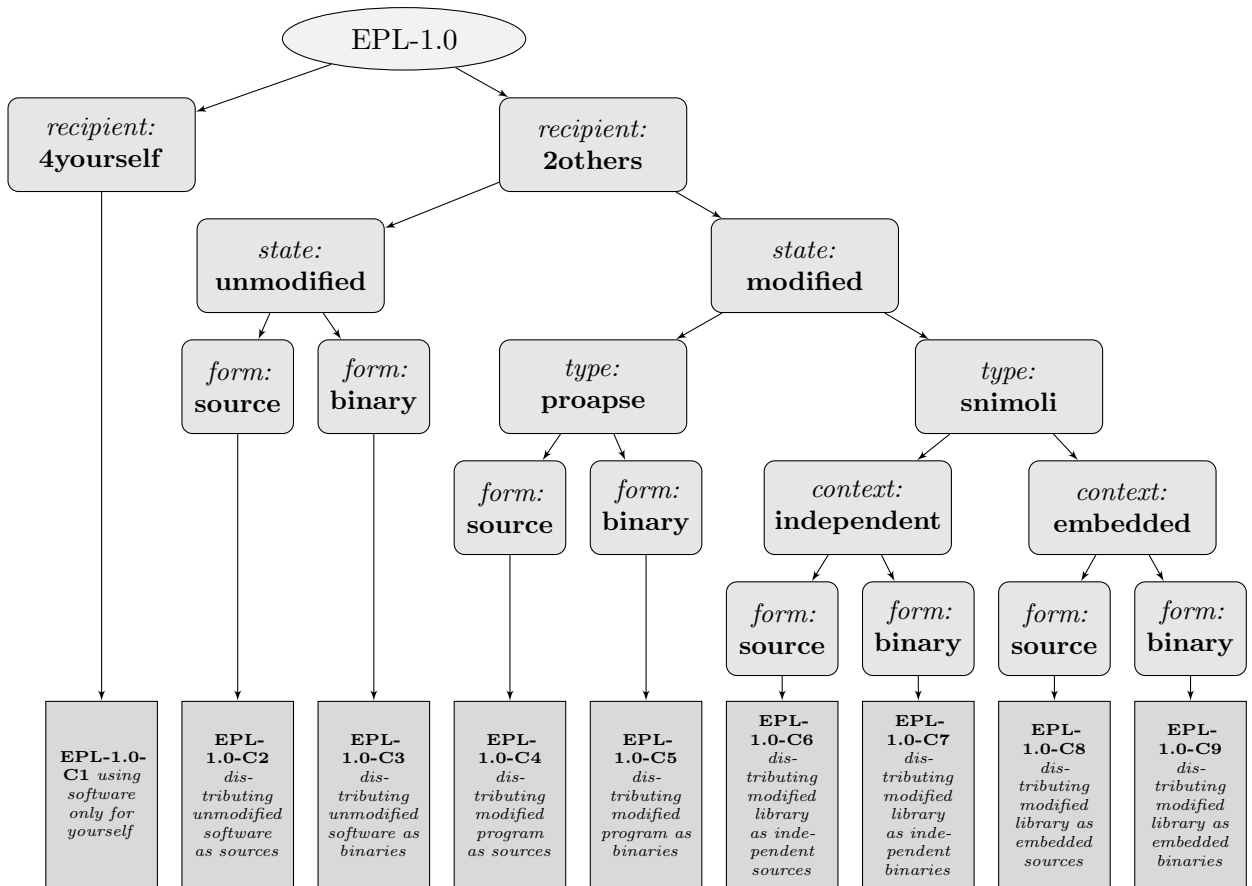 EPL-1.0
recipient:
4yourself
recipient:
2others
state:
unmodified
state:
modified
form:
source
form:
binary
type:
proapse
type:
snimoli
form:
source
form:
binary
context:
independent
context:
embedded
form:
source
form:
binary
form:
source
form:
binary
EPL-1.0-
C1 using
software
only for
yourself
EPL-
1.0-C2
dis-
tributing
unmodified
software
as sources
EPL-
1.0-C3
dis-
tributing
unmodified
software as
binaries
EPL-
1.0-C4
dis-
tributing
modified
program
as sources
EPL-
1.0-C5
dis-
tributing
modified
program as
binaries
EPL-
1.0-C6
dis-
tributing
modified
library
as inde-
pendent
sources
EPL-
1.0-C7
dis-
tributing
modified
library
as inde-
pendent
binaries
EPL-
1.0-C8
dis-
tributing
modified
library as
embedded
sources
EPL-
1.0-C9
dis-
tributing
modified
library as
embedded
binaries